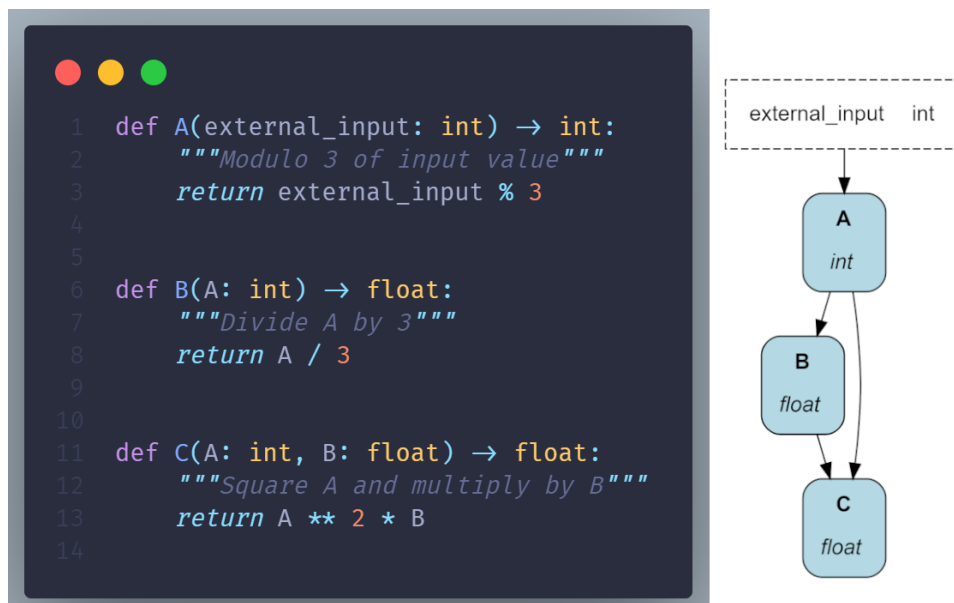 1 def A(external_input: int) → int:
2 """Modulo 3 of input value"""
3 return external_input % 3
4
5
6 def B(A: int) → float:
7 """Divide A by 3"""
8 return A / 3
9
10
11 def C(A: int, B: float) → float:
12 """Square A and multiply by B"""
13 return A ** 2 * B
14
external_input int
A
int
B
float
C
float